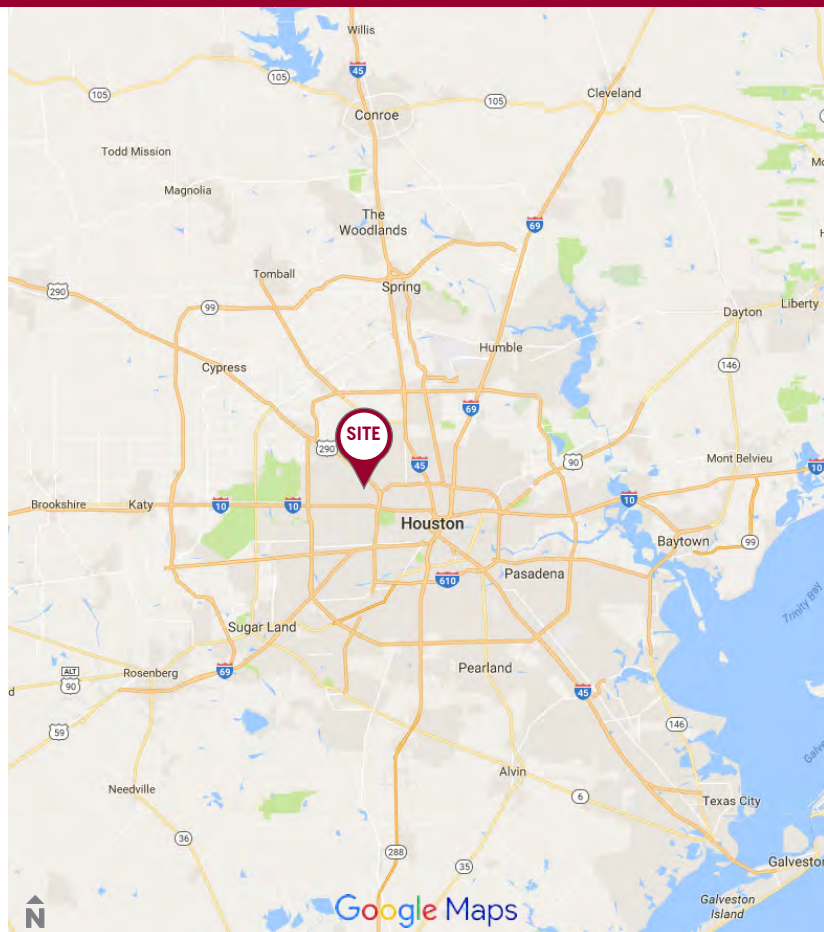 Willis
45
105
105
105
Cleveland
Conroe
Todd Mission
Magnolia
The
Woodlands
69
Tomball
290
Spring
99
Liberty
Dayton
Humble
146
Cypress
69
SITE
290
45
90
Mont Belvieu
10
Brookshire
Katy
10
10
10
Houston
99
Baytown
Pasadena
610
Trinity Bay
Sugar Land
Pearland
ALT
90
Rosenberg
69
45
59
146
Alvin
Needville
6
Texas City
36
288
35
Galveston
Galveston
Island
N
Google Maps